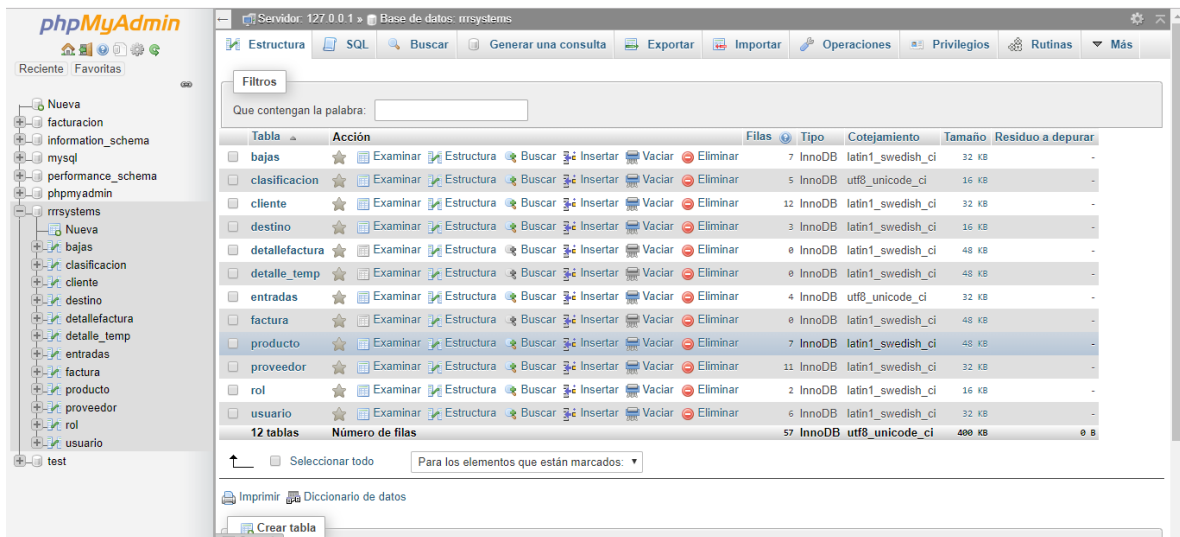 phpMyAdmin
Reciente Favoritas
Nueva
facturacion
information_schema
mysql
performance_schema
phpmyadmin
rrrsystems
Nueva
bajas
clasificacion
cliente
destino
detallefactura
detalle_temp
entradas
factura
producto
proveedor
rol
usuario
test
Servidor: 127.0.0.1 » Base de datos: rrrsystems
Estructura SQL Buscar Generar una consulta Exportar Importar Operaciones Privilegios Rutinas Más
Filtros
Que contengan la palabra:
Tabla Acción Filas Tipo Cotejamiento Tamaño Residuo a depurar
bajas Examinar Estructura Buscar Insertar Vaciar Eliminar 7 InnoDB latin1_swedish_ci 32 KB -
clasificacion Examinar Estructura Buscar Insertar Vaciar Eliminar 5 InnoDB utf8_unicode_ci 16 KB -
cliente Examinar Estructura Buscar Insertar Vaciar Eliminar 12 InnoDB latin1_swedish_ci 32 KB -
destino Examinar Estructura Buscar Insertar Vaciar Eliminar 3 InnoDB latin1_swedish_ci 16 KB -
detallefactura Examinar Estructura Buscar Insertar Vaciar Eliminar 0 InnoDB latin1_swedish_ci 48 KB -
detalle_temp Examinar Estructura Buscar Insertar Vaciar Eliminar 0 InnoDB latin1_swedish_ci 48 KB -
entradas Examinar Estructura Buscar Insertar Vaciar Eliminar 4 InnoDB utf8_unicode_ci 32 KB -
factura Examinar Estructura Buscar Insertar Vaciar Eliminar 0 InnoDB latin1_swedish_ci 48 KB -
producto Examinar Estructura Buscar Insertar Vaciar Eliminar 7 InnoDB latin1_swedish_ci 48 KB -
proveedor Examinar Estructura Buscar Insertar Vaciar Eliminar 11 InnoDB latin1_swedish_ci 32 KB -
rol Examinar Estructura Buscar Insertar Vaciar Eliminar 2 InnoDB latin1_swedish_ci 16 KB -
usuario Examinar Estructura Buscar Insertar Vaciar Eliminar 6 InnoDB latin1_swedish_ci 32 KB -
12 tablas Número de filas 57 InnoDB utf8_unicode_ci 400 KB 0 B
Seleccionar todo Para los elementos que están marcados:
Imprimir Diccionario de datos
Crear tabla